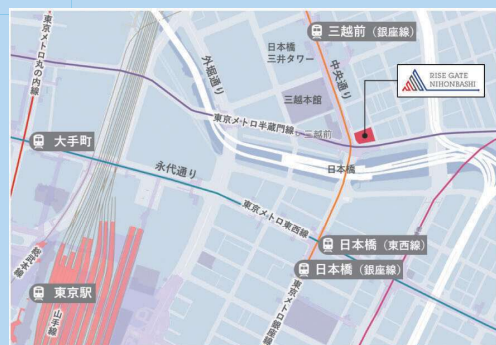 三越前（銀座線）
日本橋
三井タワー
RISE GATE
NIHONBASHI
外堀通り
中央通り
三越本館
東京メトロ丸の内線
東京メトロ半蔵門線
三越前
大手町
永代通り
日本橋
東京メトロ東西線
日本橋（東西線）
日本橋（銀座線）
総武本線
東京駅
山手線
東京メトロ銀座線